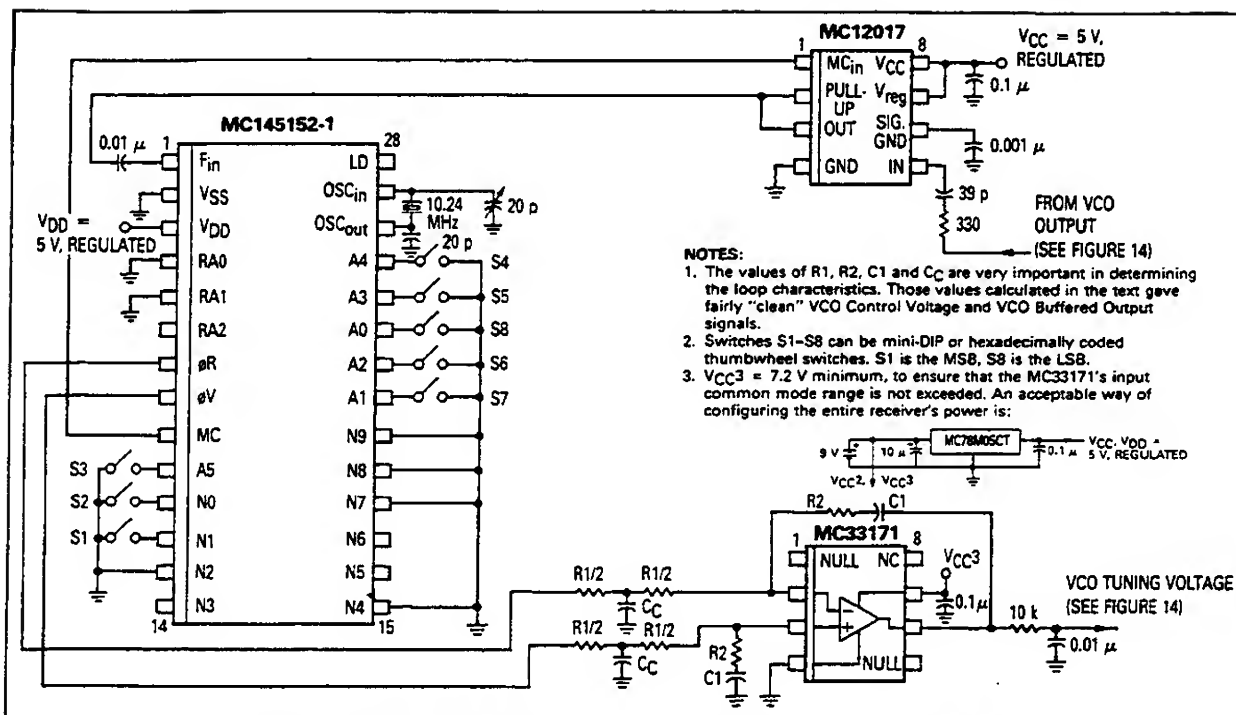 MC12017
1
8
MCin
VCC
PULL-UP
Vreg
OUT
SIG. GND
GND
IN
VCC = 5 V,
REGULATED
0.1 µ
0.001 µ
39 p
330
FROM VCO
OUTPUT
(SEE FIGURE 14)
MC145152-1
0.01 µ
1
28
Fin
LD
VSS
OSCin
VDD
OSCout
RA0
A4
RA1
A3
RA2
A0
øR
A2
øV
A1
MC
N9
A5
N8
N0
N7
N1
N6
N2
N5
N3
N4
14
15
VDD =
5 V, REGULATED
10.24
MHz
20 p
20 p
S4
S5
S8
S6
S7
S3
S2
S1
NOTES:
1. The values of R1, R2, C1 and CC are very important in determining
the loop characteristics. Those values calculated in the text gave
fairly "clean" VCO Control Voltage and VCO Buffered Output
signals.
2. Switches S1–S8 can be mini-DIP or hexadecimally coded
thumbwheel switches. S1 is the MSB, S8 is the LSB.
3. VCC3 = 7.2 V minimum, to ensure that the MC33171's input
common mode range is not exceeded. An acceptable way of
configuring the entire receiver's power is:
9 V
10 µ
MC78M05CT
0.1 µ
VCC, VDD =
5 V, REGULATED
VCC2, VCC3
R2
C1
MC33171
1
8
NULL
NC
VCC3
0.1 µ
NULL
R1/2
R1/2
CC
R1/2
R1/2
CC
R2
C1
10 k
0.01 µ
VCO TUNING VOLTAGE
(SEE FIGURE 14)